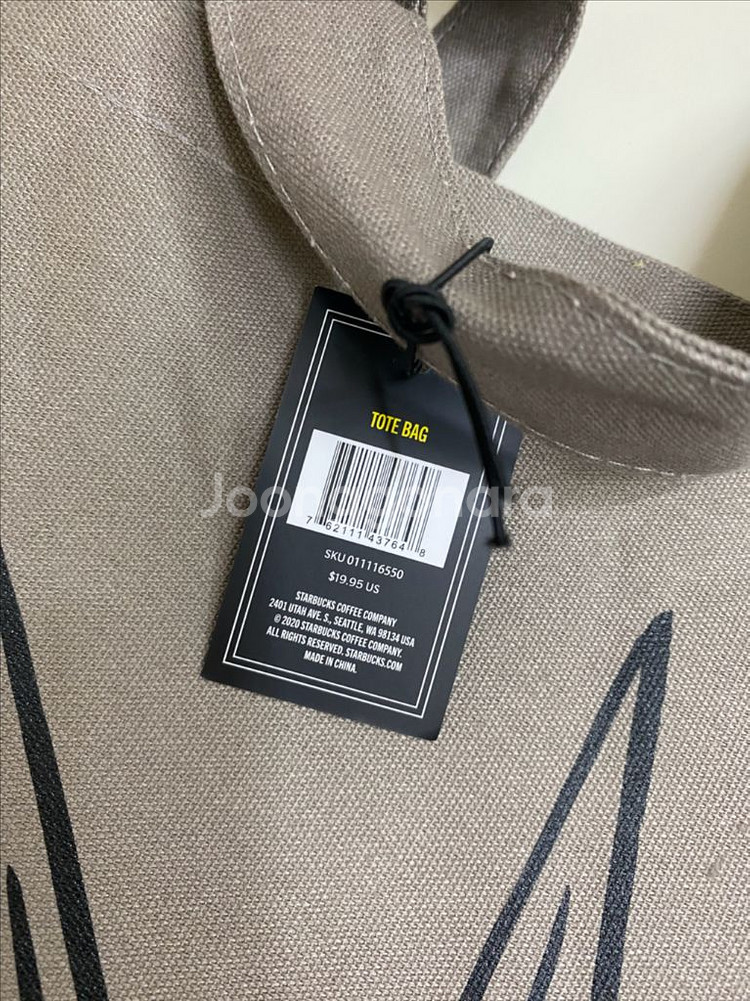 TOTE BAG
Joonggonara
7 62111 43764 8
SKU 011116550
$19.95 US
STARBUCKS COFFEE COMPANY
2401 UTAH AVE. S., SEATTLE, WA 98134 USA
© 2020 STARBUCKS COFFEE COMPANY.
ALL RIGHTS RESERVED. STARBUCKS.COM
MADE IN CHINA.